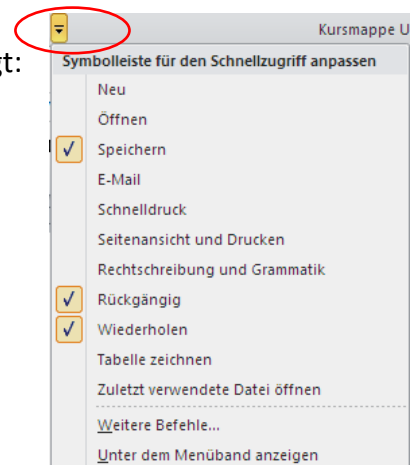 Kursmappe U
gt:
Symbolleiste für den Schnellzugriff anpassen
Neu
Öffnen
Speichern
E-Mail
Schnelldruck
Seitenansicht und Drucken
Rechtschreibung und Grammatik
Rückgängig
Wiederholen
Tabelle zeichnen
Zuletzt verwendete Datei öffnen
Weitere Befehle...
Unter dem Menüband anzeigen